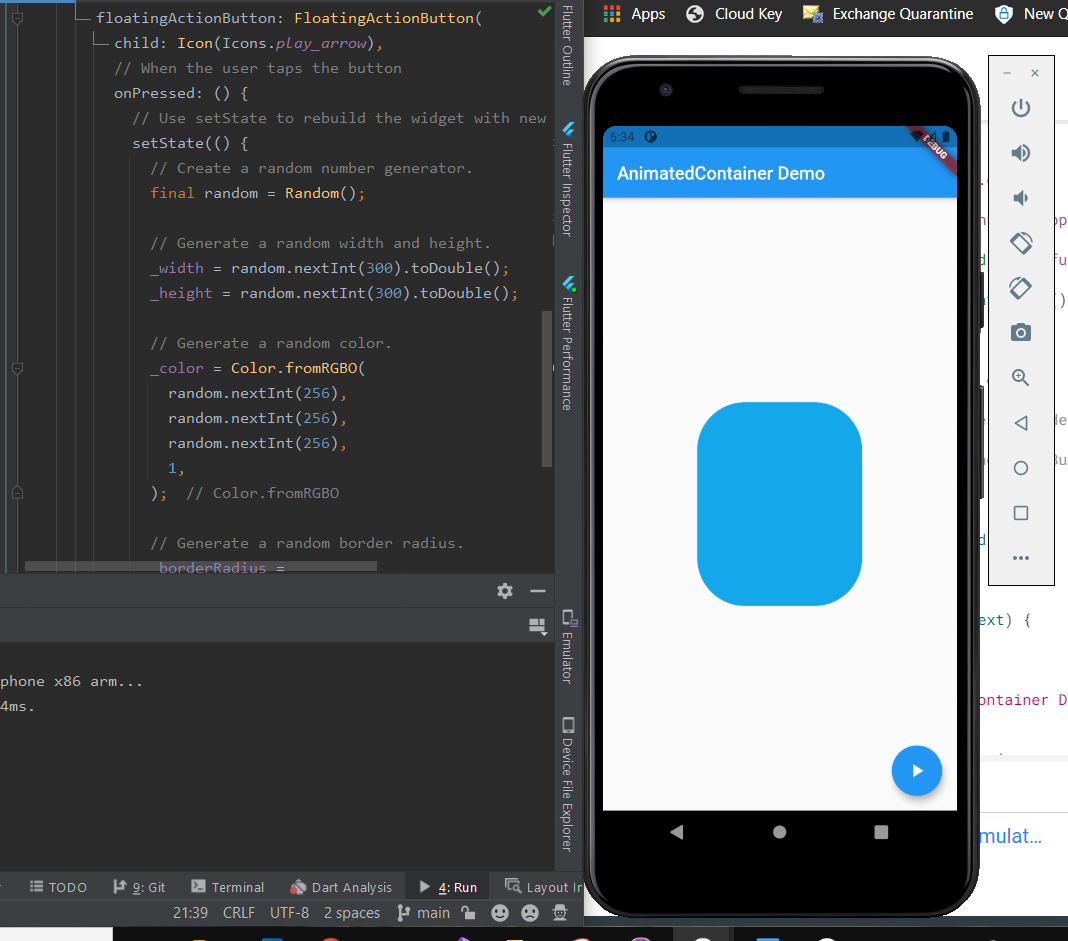 floatingActionButton: FloatingActionButton(
child: Icon(Icons.play_arrow),
// When the user taps the button
onPressed: () {
// Use setState to rebuild the widget with new
setState(() {
// Create a random number generator.
final random = Random();
// Generate a random width and height.
_width = random.nextInt(300).toDouble();
_height = random.nextInt(300).toDouble();
// Generate a random color.
_color = Color.fromRGBO(
random.nextInt(256),
random.nextInt(256),
random.nextInt(256),
1,
); // Color.fromRGBO
// Generate a random border radius.
_borderRadius =
phone x86 arm...
4ms.
TODO
9: Git
Terminal
Dart Analysis
4: Run
Layout In
21:39
CRLF
UTF-8
2 spaces
main
Flutter Outline
Flutter Inspector
Flutter Performance
Emulator
Device File Explorer
Apps
Cloud Key
Exchange Quarantine
New Q
6:34
DEBUG
AnimatedContainer Demo
ext) {
ontainer D
mulat...